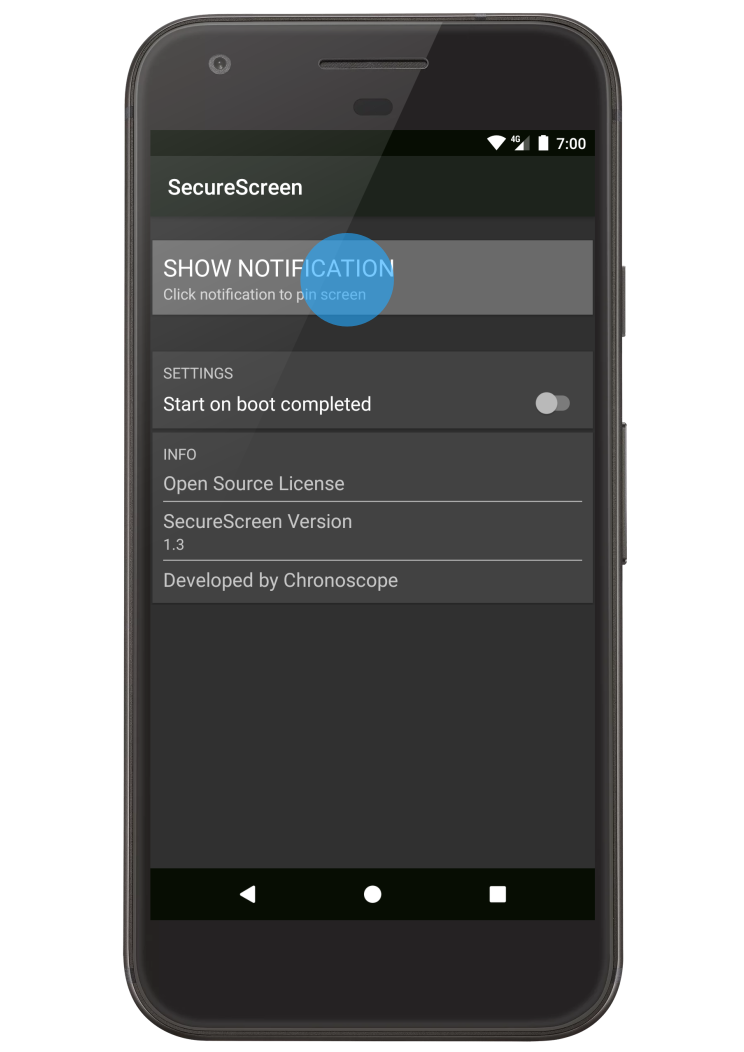 4G 7:00
SecureScreen
SHOW NOTIFICATION
Click notification to pin screen
SETTINGS
Start on boot completed
INFO
Open Source License
SecureScreen Version
1.3
Developed by Chronoscope